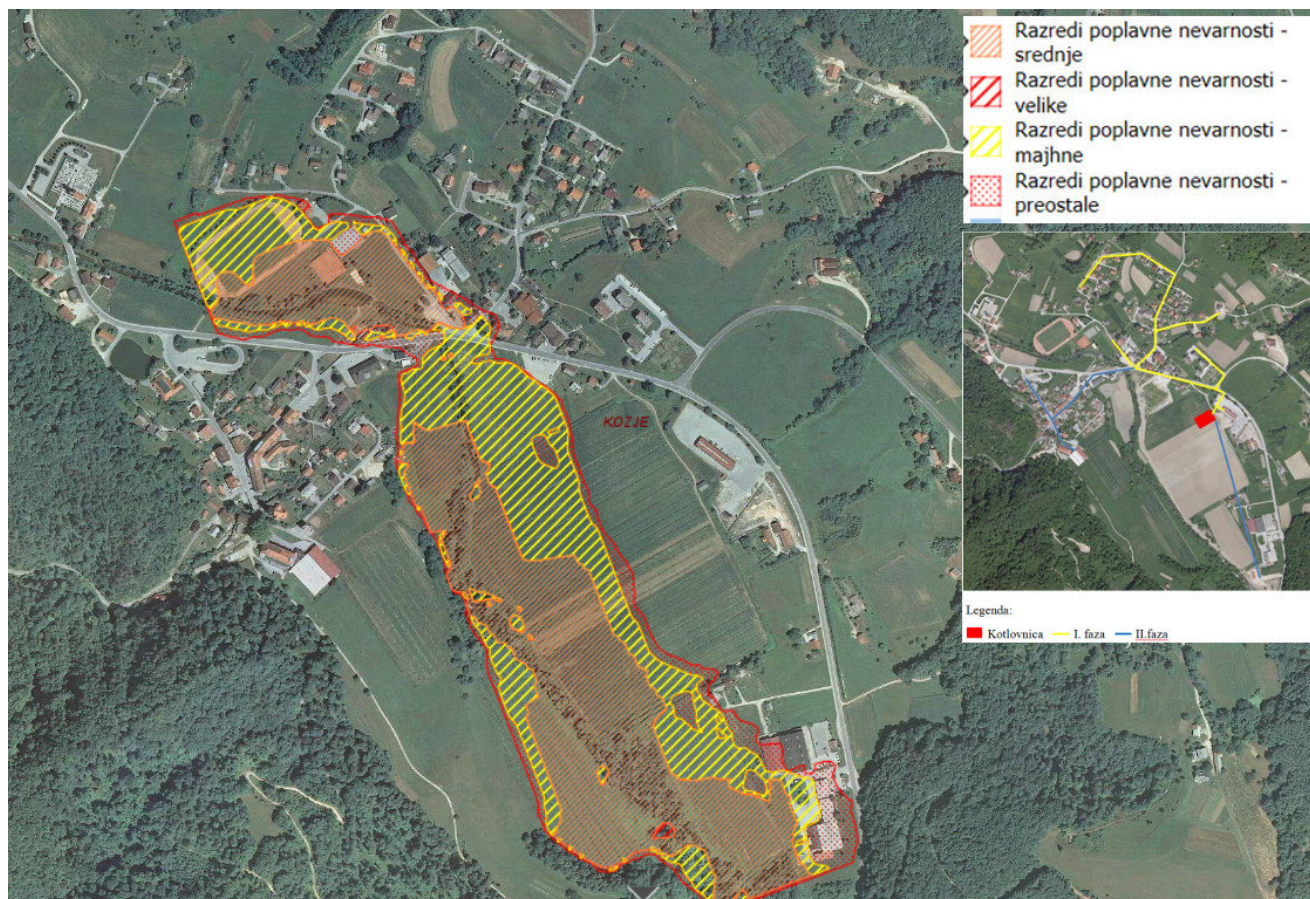 Razredi poplavne nevarnosti -
srednje
Razredi poplavne nevarnosti -
velike
Razredi poplavne nevarnosti -
majhne
Razredi poplavne nevarnosti -
preostale
KOZJE
Legenda:
Kotlovnica I. faza II.faza